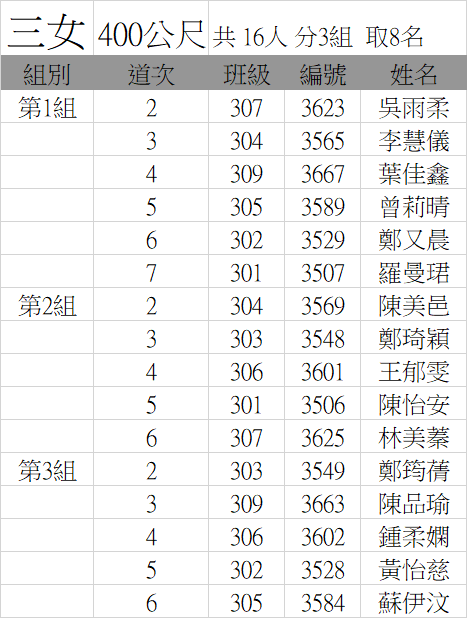 三女 400公尺 共 16人 分3組 取8名
組別 道次 班級 編號 姓名
第1組 2 307 3623 吳雨柔
3 304 3565 李慧儀
4 309 3667 葉佳鑫
5 305 3589 曾莉晴
6 302 3529 鄭又晨
7 301 3507 羅曼珺
第2組 2 304 3569 陳美邑
3 303 3548 鄭琦穎
4 306 3601 王郁雯
5 301 3506 陳怡安
6 307 3625 林美蓁
第3組 2 303 3549 鄭筠蒨
3 309 3663 陳品瑜
4 306 3602 鍾柔嫻
5 302 3528 黃怡慈
6 305 3584 蘇伊汶